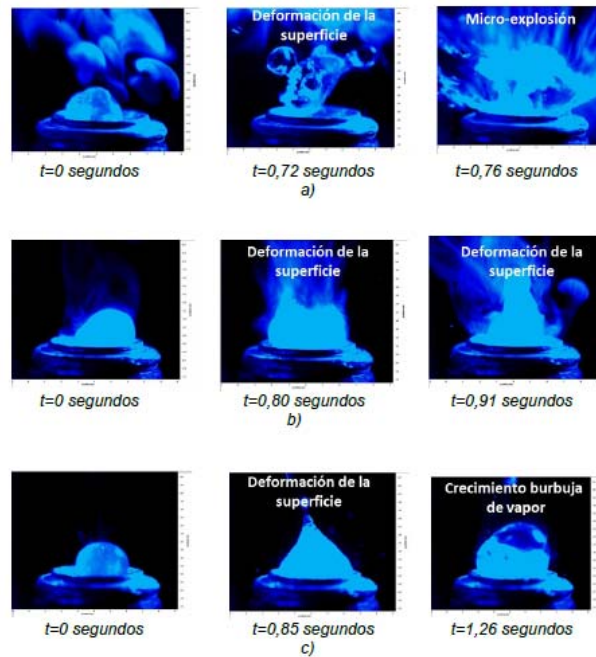 Deformación de la
superficie
Micro-explosión
t=0 segundos
t=0,72 segundos
t=0,76 segundos
a)
Deformación de la
superficie
Deformación de la
superficie
t=0 segundos
t=0,80 segundos
t=0,91 segundos
b)
Deformación de la
superficie
Crecimiento burbuja
de vapor
t=0 segundos
t=0,85 segundos
t=1,26 segundos
c)